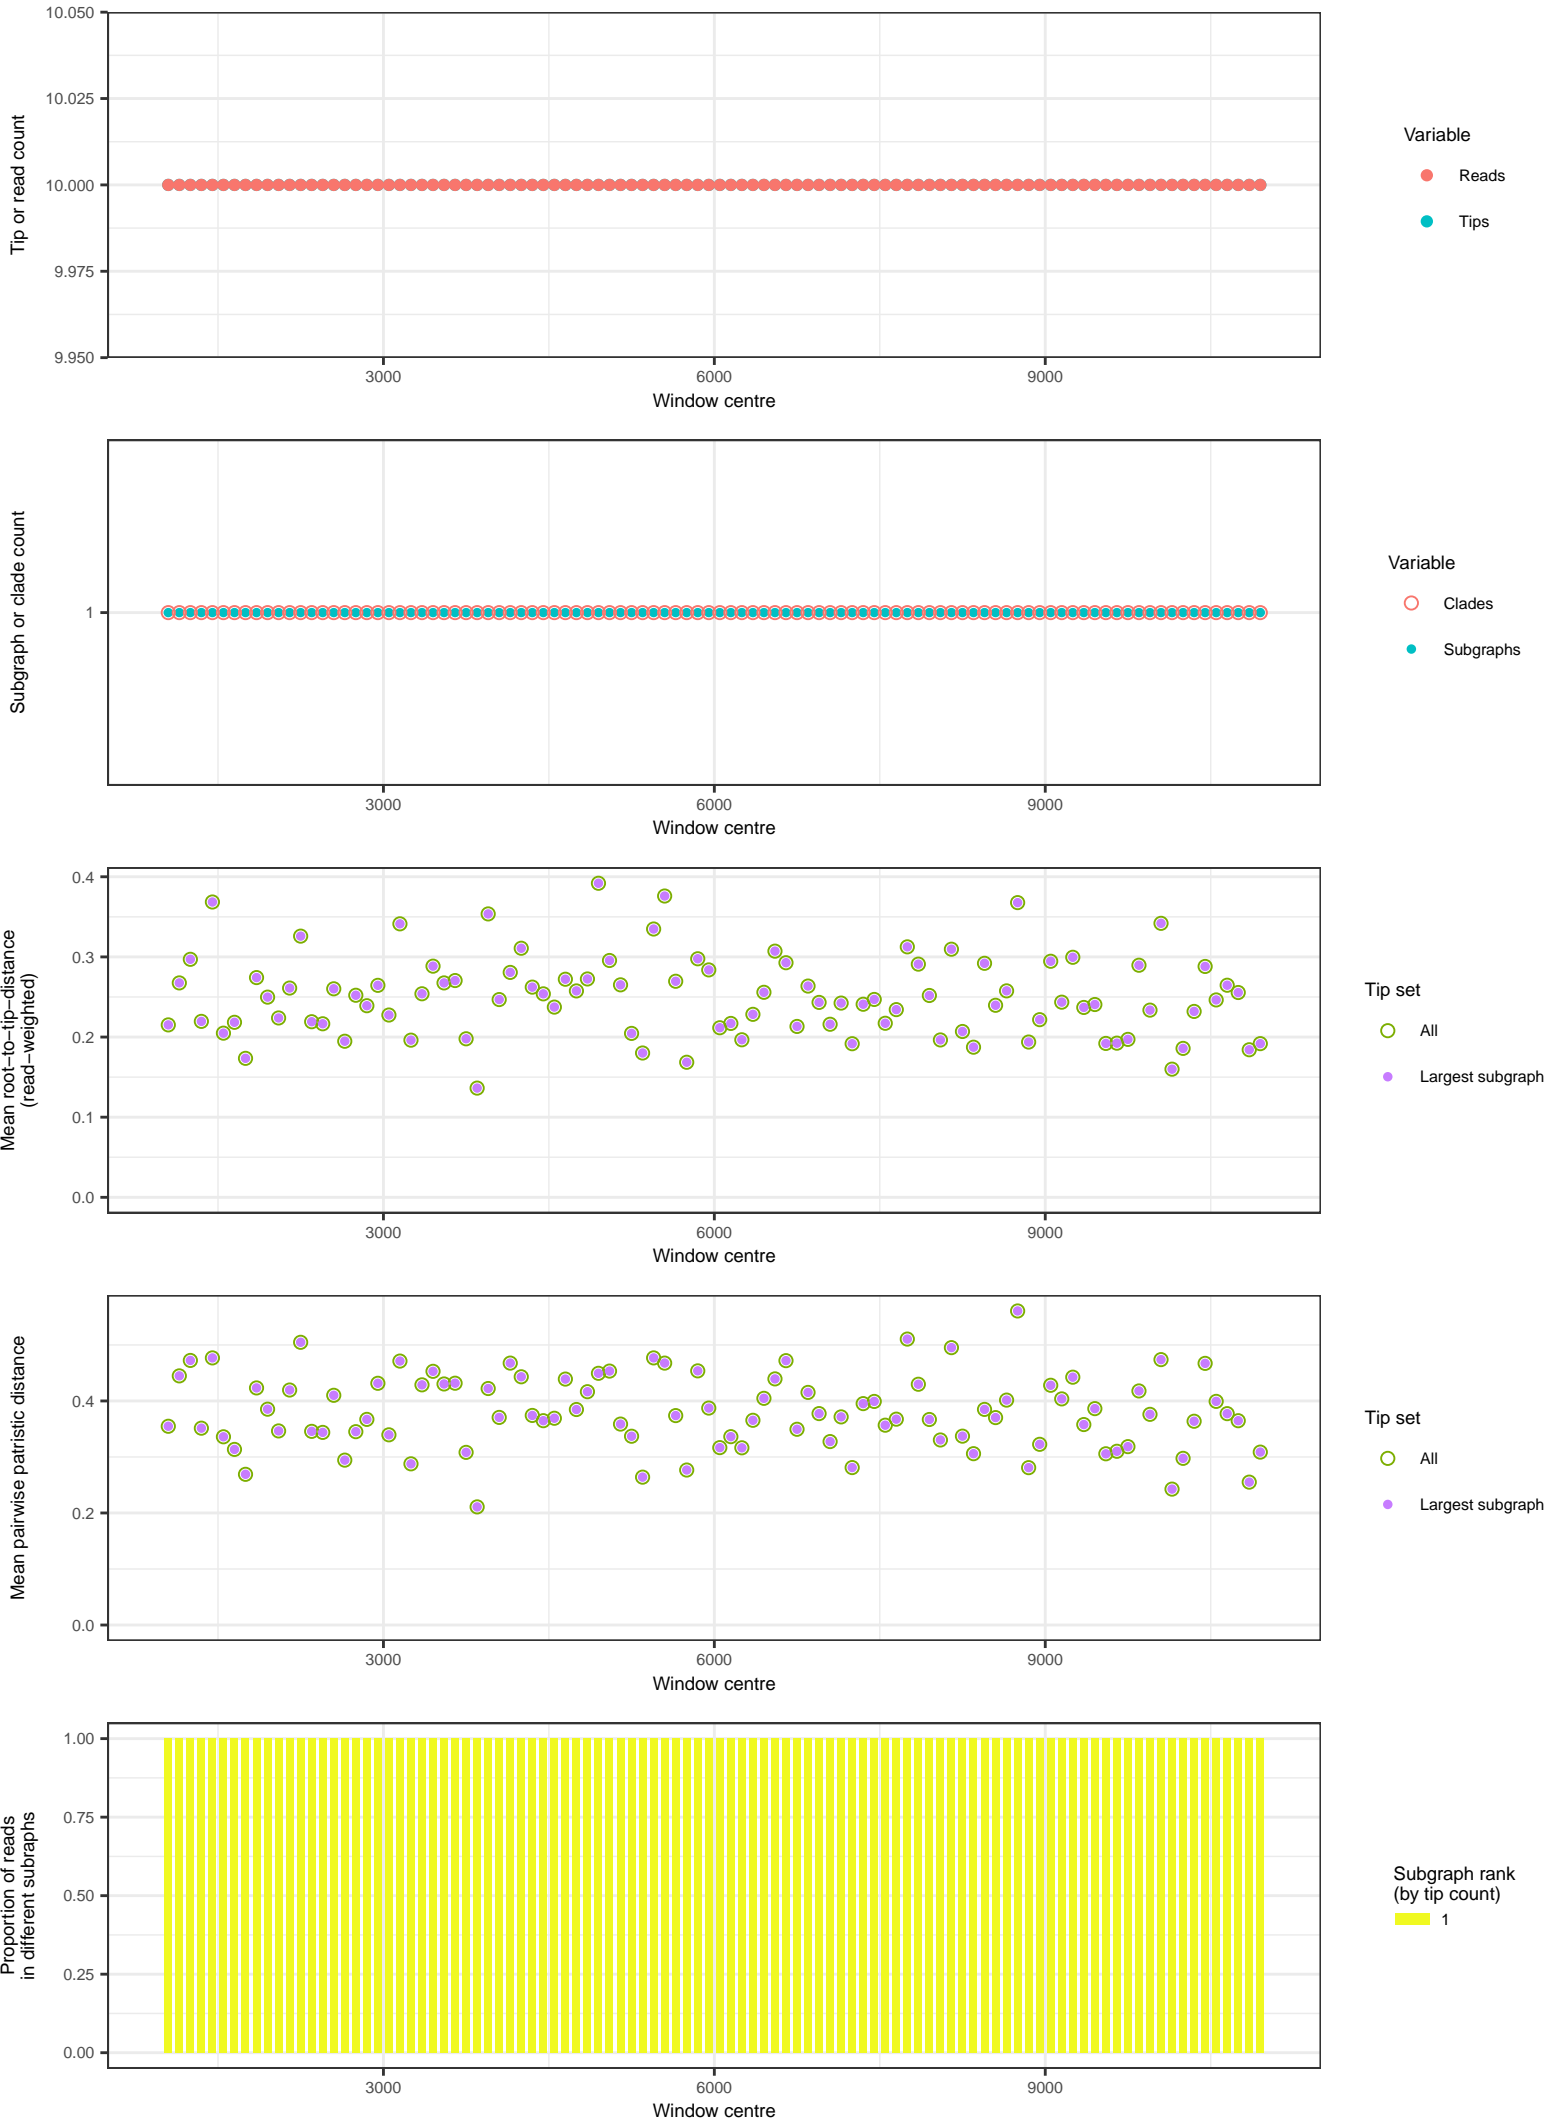 10.050
10.025
10.000
9.975
9.950
Tip or read count
3000
6000
9000
Window centre
Variable
Reads
Tips
1
Subgraph or clade count
3000
6000
9000
Window centre
Variable
Clades
Subgraphs
0.4
0.3
0.2
0.1
0.0
Mean root−to−tip−distance
(read−weighted)
3000
6000
9000
Window centre
Tip set
All
Largest subgraph
0.4
0.2
0.0
Mean pairwise patristic distance
3000
6000
9000
Window centre
Tip set
All
Largest subgraph
1.00
0.75
0.50
0.25
0.00
Proportion of reads
in different subraphs
3000
6000
9000
Window centre
Subgraph rank
(by tip count)
1